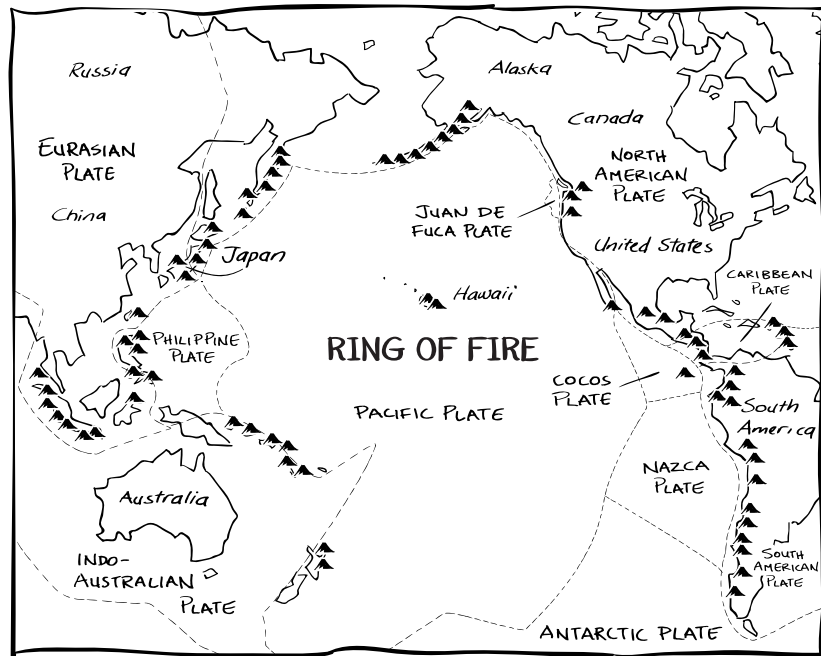 Russia
Alaska
Canada
EURASIAN
PLATE
NORTH
AMERICAN
PLATE
China
JUAN DE
FUCA PLATE
United States
Japan
CARIBBEAN
PLATE
Hawaii
PHILIPPINE
PLATE
RING OF FIRE
COCOS
PLATE
PACIFIC PLATE
South
America
NAZCA
PLATE
Australia
INDO-
AUSTRALIAN
PLATE
SOUTH
AMERICAN
PLATE
ANTARCTIC PLATE